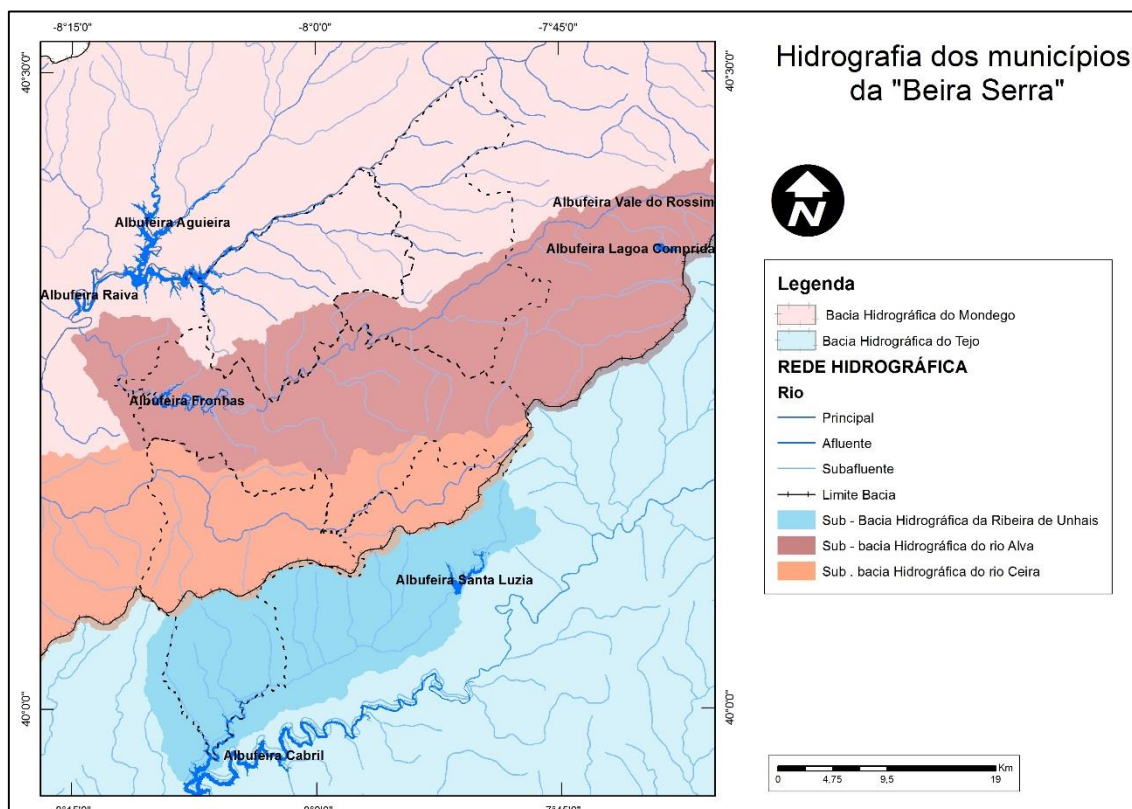 -8°15'0"
-8°0'0"
-7°45'0"
Hidrografia dos municípios
da "Beira Serra"
40°30'0"
40°30'0"
N
Albufeira Vale do Rossim
Albufeira Aguieira
Albufeira Lagoa Comprida
Albufeira Raiva
Legenda
Bacia Hidrográfica do Mondego
Bacia Hidrográfica do Tejo
REDE HIDROGRÁFICA
Rio
Principal
Afluente
Subafluente
Limite Bacia
Sub - Bacia Hidrográfica da Ribeira de Unhais
Sub - bacia Hidrográfica do rio Alva
Sub . bacia Hidrográfica do rio Ceira
Albufeira Fronhas
Albufeira Santa Luzia
40°0'0"
40°0'0"
Albufeira Cabril
Km
0 4,75 9,5 19